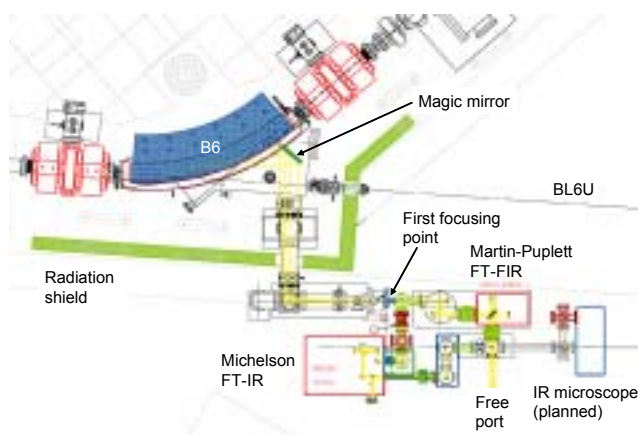 Magic mirror
B6
BL6U
First focusing
point
Martin-Puplett
FT-FIR
Radiation
shield
Michelson
FT-IR
Free
port
IR microscope
(planned)